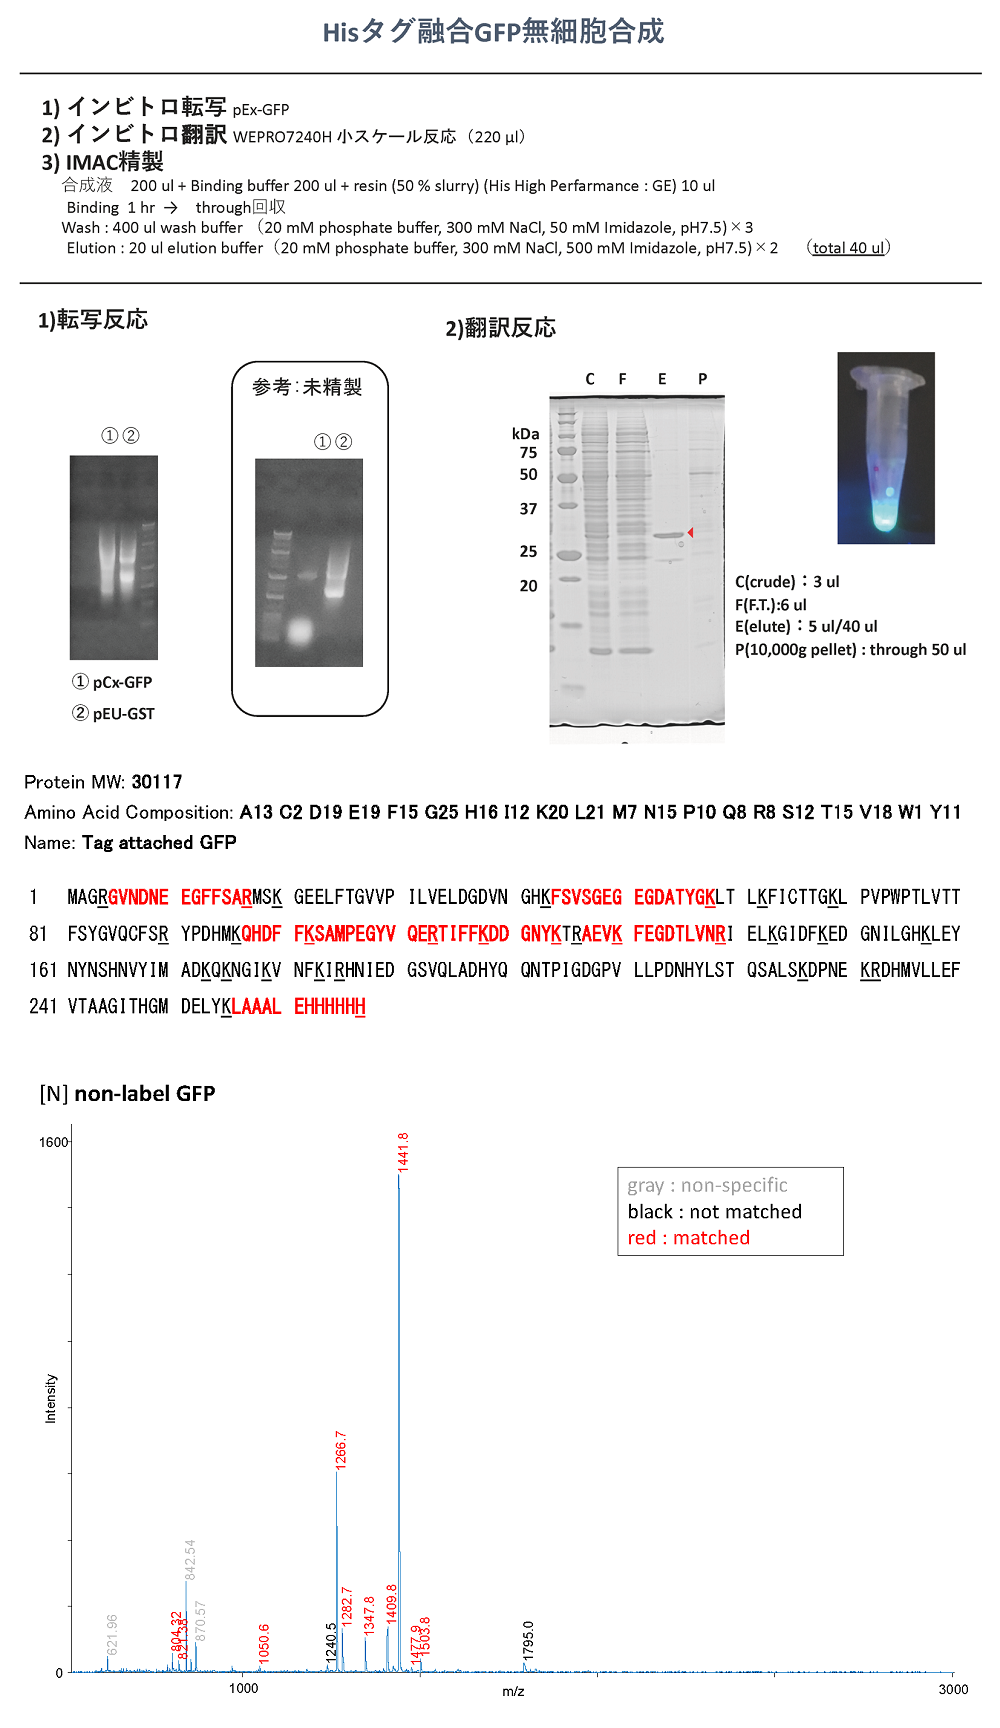 Hisタグ融合GFP無細胞合成
1) インビトロ転写 pEx-GFP
2) インビトロ翻訳 WEPRO7240H 小スケール反応（220 µl）
3) IMAC精製
合成液 200 ul + Binding buffer 200 ul + resin (50 % slurry) (His High Perfarmance : GE) 10 ul
Binding 1 hr → through回収
Wash : 400 ul wash buffer （20 mM phosphate buffer, 300 mM NaCl, 50 mM Imidazole, pH7.5)×3
Elution : 20 ul elution buffer（20 mM phosphate buffer, 300 mM NaCl, 500 mM Imidazole, pH7.5)×2 （total 40 ul）
1)転写反応
2)翻訳反応
参考：未精製
①②
①②
① pCx-GFP
② pEU-GST
C F E P
kDa
75
50
37
25
20
C(crude)：3 ul
F(F.T.):6 ul
E(elute)：5 ul/40 ul
P(10,000g pellet) : through 50 ul
Protein MW: 30117
Amino Acid Composition: A13 C2 D19 E19 F15 G25 H16 I12 K20 L21 M7 N15 P10 Q8 R8 S12 T15 V18 W1 Y11
Name: Tag attached GFP
1 MAGRGVNDNE EGFFSARMSK GEELFTGVVP ILVELDGDVN GHKFSVSGEG EGDATYGKLT LKFICTTGKL PVPWPTLVTT
81 FSYGVQCFSR YPDHMKQHDF FKSAMPEGYV QERTIFFKDD GNYKTRAEVK FEGDTLVNRI ELKGIDFKED GNILGHKLEY
161 NYNSHNVYIM ADKQKNGIKV NFKIRHNIED GSVQLADHYQ QNTPIGDGPV LLPDNHYLST QSALSKDPNE KRDHMVLLEF
241 VTAAGITHGM DELYKLAAAL EHHHHHH
[N] non-label GFP
gray : non-specific
black : not matched
red : matched
1600
Intensity
0
621.96
804.32
821.38
842.54
870.57
1050.6
1240.5
1266.7
1282.7
1347.8
1409.8
1441.8
1477.9
1503.8
1795.0
1000
m/z
3000